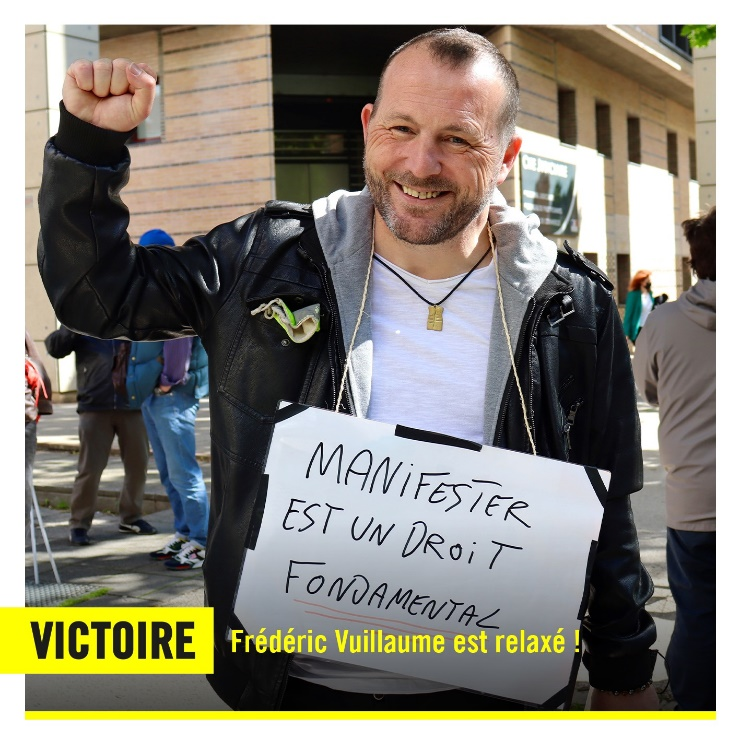 MANIFESTER
EST UN DROIT
FONDAMENTAL
VICTOIRE
Frédéric Vuillaume est relaxé !